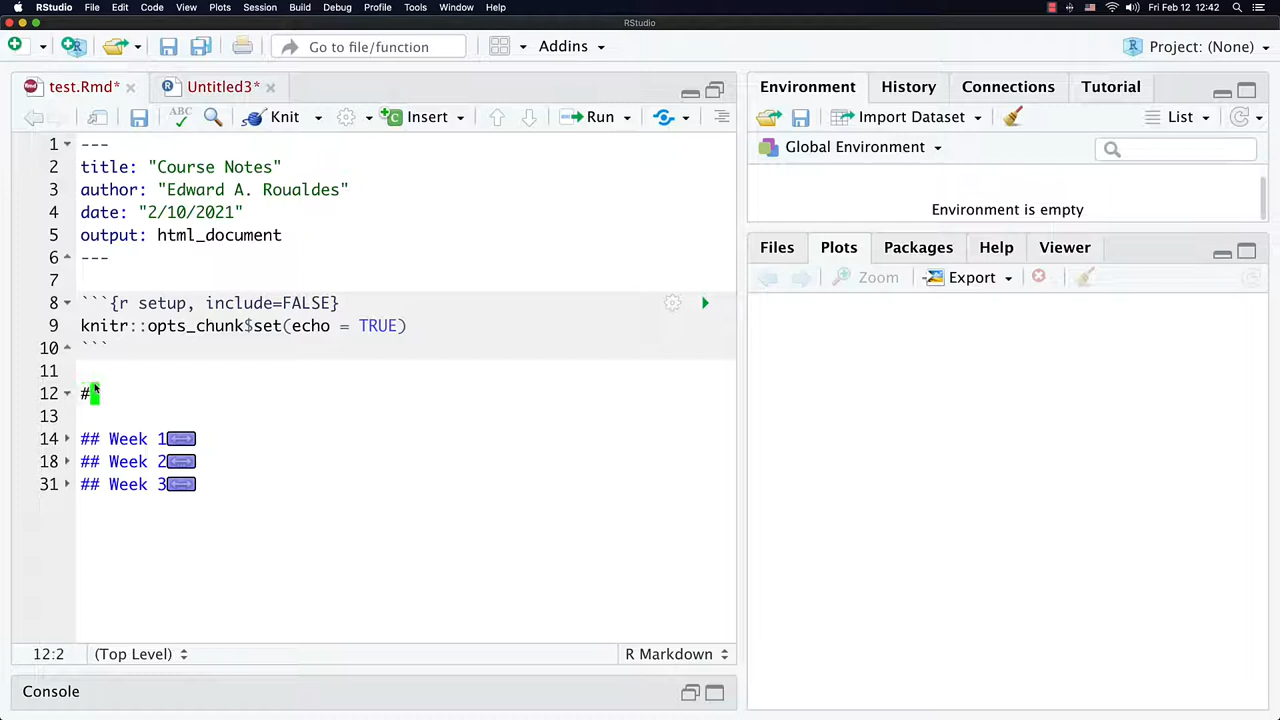 RStudio File Edit Code View Plots Session Build Debug Profile Tools Window Help Fri Feb 12 12:42
RStudio
Go to file/function Addins Project: (None)
test.Rmd* Untitled3*
ABC Knit Insert Run
1 ---
2 title: "Course Notes"
3 author: "Edward A. Roualdes"
4 date: "2/10/2021"
5 output: html_document
6 ---
7
8 ```{r setup, include=FALSE}
9 knitr::opts_chunk$set(echo = TRUE)
10 ```
11
12 #
13
14 ## Week 1
18 ## Week 2
31 ## Week 3
12:2 (Top Level) R Markdown
Console
Environment History Connections Tutorial
Import Dataset List
Global Environment
Environment is empty
Files Plots Packages Help Viewer
Zoom Export